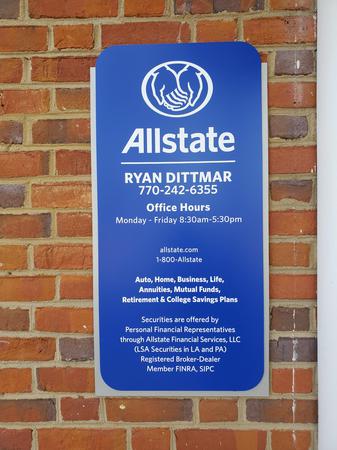 Allstate
RYAN DITTMAR
770-242-6355
Office Hours
Monday - Friday 8:30am-5:30pm
allstate.com
1-800-Allstate
Auto, Home, Business, Life,
Annuities, Mutual Funds,
Retirement & College Savings Plans
Securities are offered by
Personal Financial Representatives
through Allstate Financial Services, LLC
(LSA Securities in LA and PA)
Registered Broker-Dealer
Member FINRA, SIPC